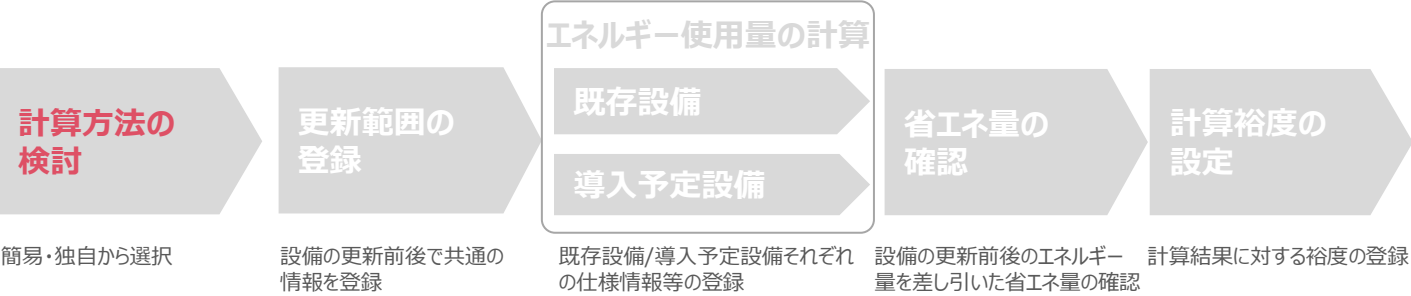 計算方法の
検討
簡易・独自から選択
更新範囲の
登録
設備の更新前後で共通の
情報を登録
エネルギー使用量の計算
既存設備
導入予定設備
既存設備/導入予定設備それぞれ
の仕様情報等の登録
省エネ量の
確認
設備の更新前後のエネルギー
量を差し引いた省エネ量の確認
計算裕度の
設定
計算結果に対する裕度の登録